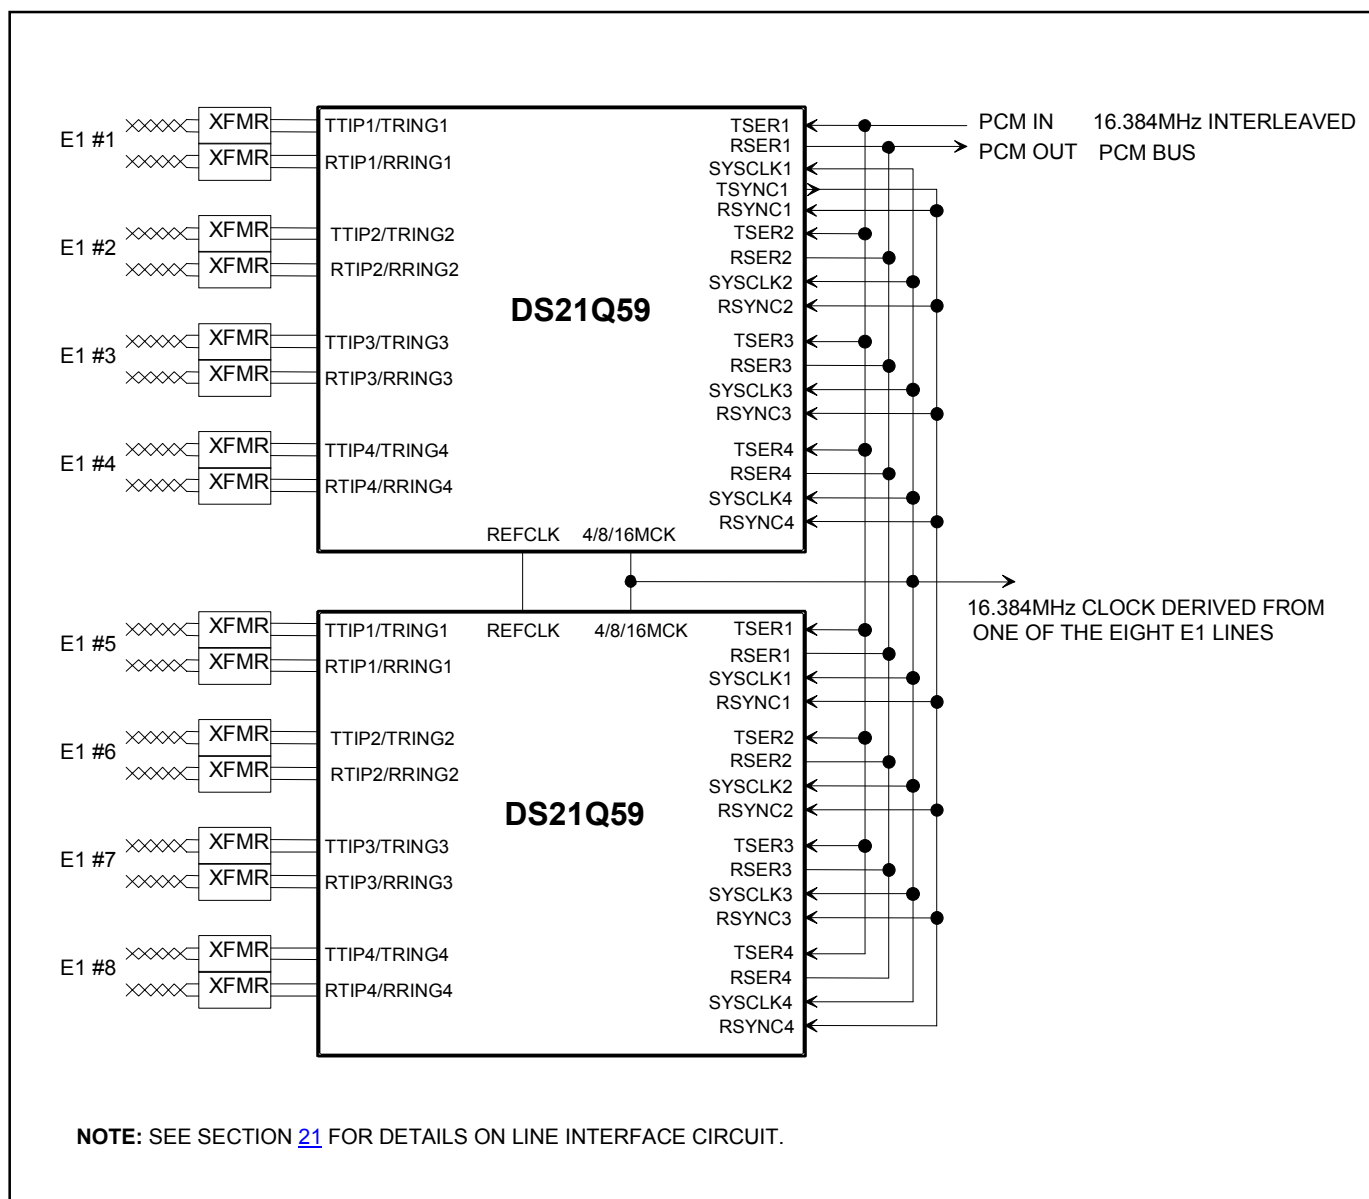 E1 #1
XFMR
XFMR
TTIP1/TRING1
RTIP1/RRING1
E1 #2
XFMR
XFMR
TTIP2/TRING2
RTIP2/RRING2
E1 #3
XFMR
XFMR
TTIP3/TRING3
RTIP3/RRING3
E1 #4
XFMR
XFMR
TTIP4/TRING4
RTIP4/RRING4
DS21Q59
REFCLK 4/8/16MCK
TSER1
RSER1
SYSCLK1
TSYNC1
RSYNC1
TSER2
RSER2
SYSCLK2
RSYNC2
TSER3
RSER3
SYSCLK3
RSYNC3
TSER4
RSER4
SYSCLK4
RSYNC4
PCM IN 16.384MHz INTERLEAVED
PCM OUT PCM BUS
16.384MHz CLOCK DERIVED FROM
ONE OF THE EIGHT E1 LINES
E1 #5
XFMR
XFMR
TTIP1/TRING1
RTIP1/RRING1
E1 #6
XFMR
XFMR
TTIP2/TRING2
RTIP2/RRING2
E1 #7
XFMR
XFMR
TTIP3/TRING3
RTIP3/RRING3
E1 #8
XFMR
XFMR
TTIP4/TRING4
RTIP4/RRING4
REFCLK 4/8/16MCK
DS21Q59
TSER1
RSER1
SYSCLK1
RSYNC1
TSER2
RSER2
SYSCLK2
RSYNC2
TSER3
RSER3
SYSCLK3
RSYNC3
TSER4
RSER4
SYSCLK4
RSYNC4
NOTE: SEE SECTION 21 FOR DETAILS ON LINE INTERFACE CIRCUIT.